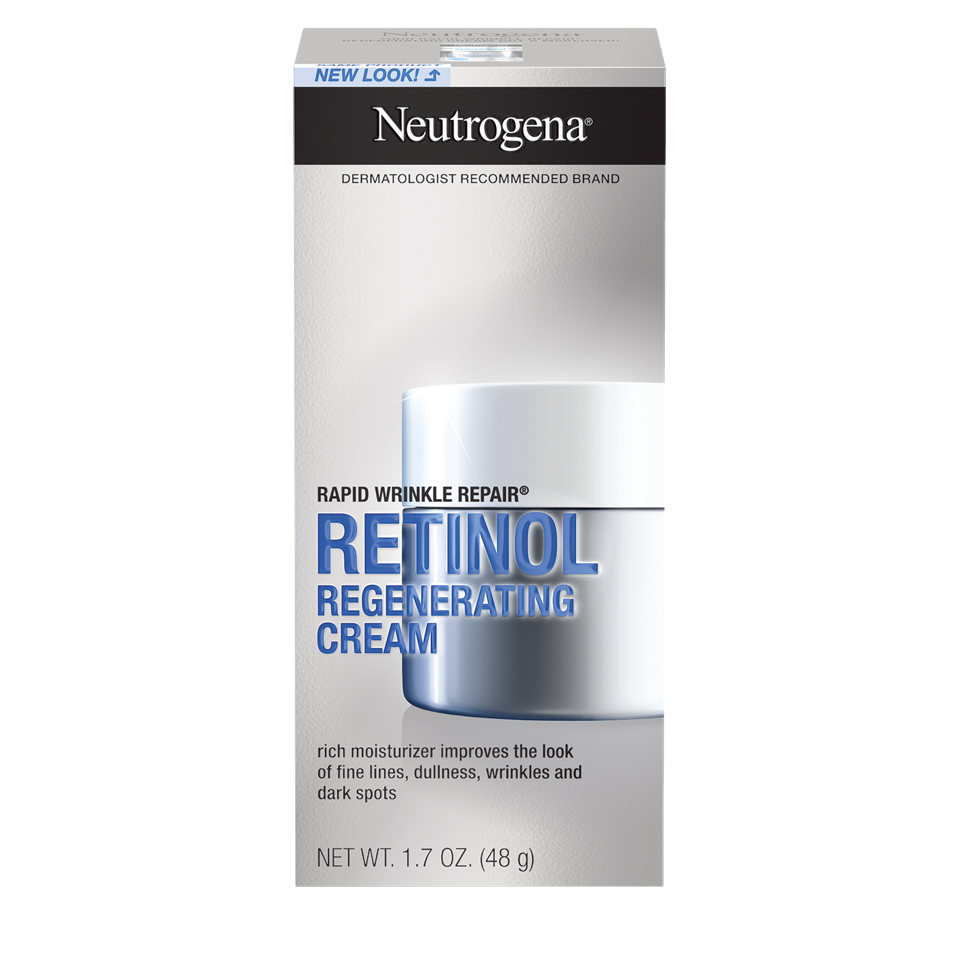 Neutrogena
NEW LOOK!
Neutrogena®
DERMATOLOGIST RECOMMENDED BRAND
RAPID WRINKLE REPAIR®
RETINOL
REGENERATING
CREAM
rich moisturizer improves the look
of fine lines, dullness, wrinkles and
dark spots
NET WT. 1.7 OZ. (48 g)